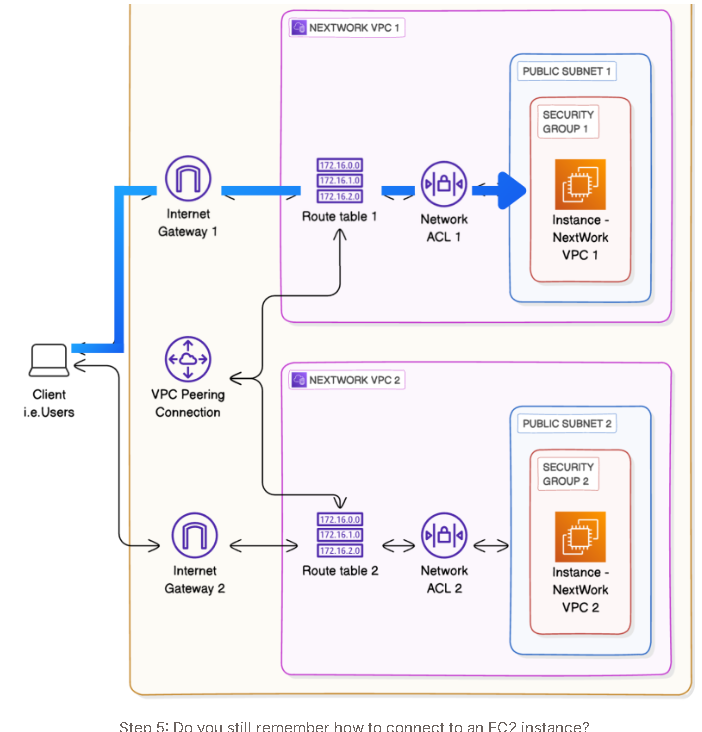 NEXTWORK VPC 1
PUBLIC SUBNET 1
SECURITY
GROUP 1
172.16.0.0
172.16.1.0
172.16.2.0
Internet
Gateway 1
Route table 1
Network
ACL 1
Instance -
NextWork
VPC 1
Client
i.e.Users
VPC Peering
Connection
NEXTWORK VPC 2
PUBLIC SUBNET 2
SECURITY
GROUP 2
172.16.0.0
172.16.1.0
172.16.2.0
Internet
Gateway 2
Route table 2
Network
ACL 2
Instance -
NextWork
VPC 2
Step 5: Do you still remember how to connect to an EC2 instance?